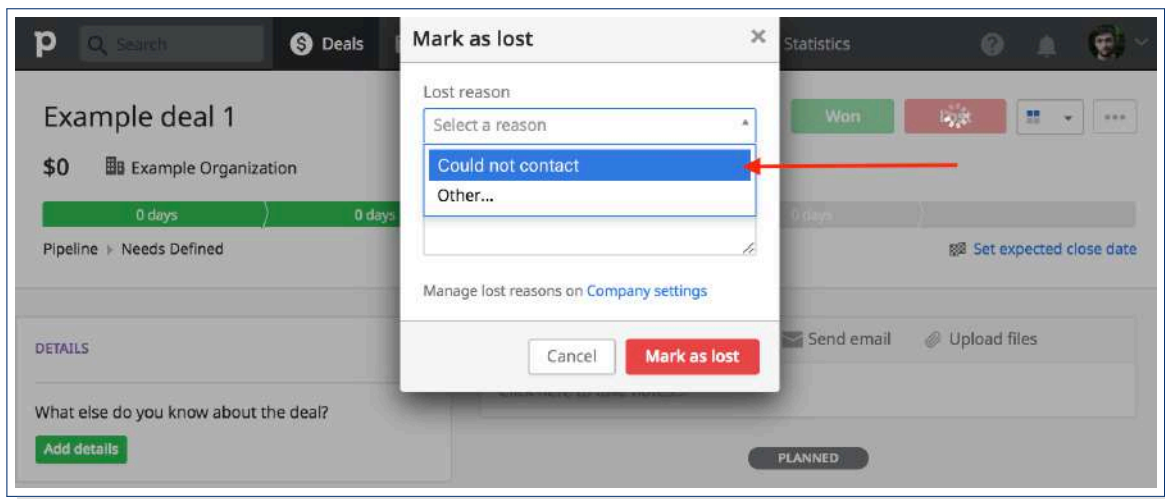 p Search Deals Statistics
Mark as lost
Example deal 1
Lost reason
Select a reason
Won
$0 Example Organization
Could not contact
Other...
0 days 0 days 0 days
Pipeline Needs Defined
Set expected close date
Manage lost reasons on Company settings
DETAILS
Send email Upload files
Cancel Mark as lost
What else do you know about the deal?
Add details
PLANNED